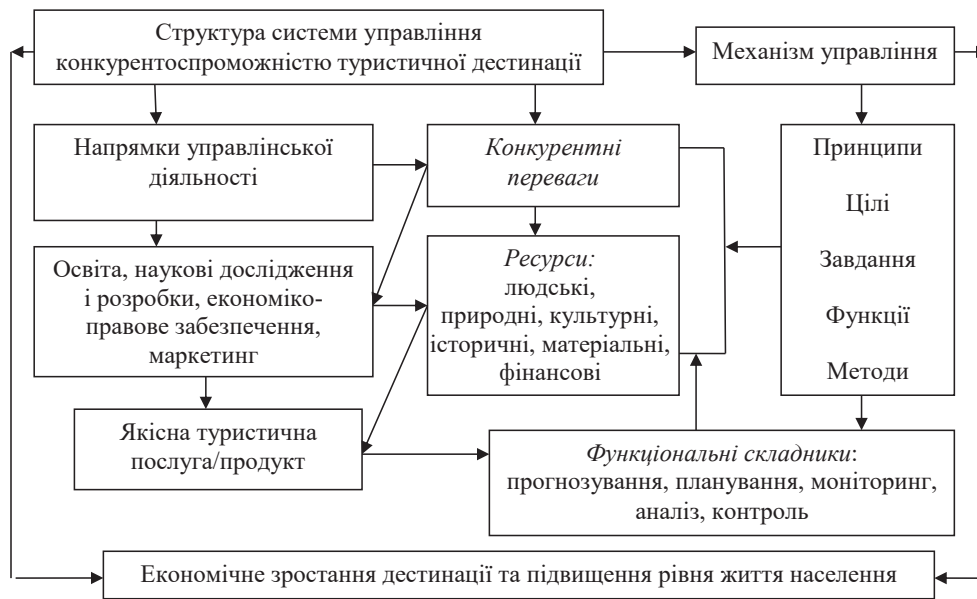 Структура системи управління
конкурентоспроможністю туристичної дестинації
Механізм управління
Напрямки управлінської
діяльності
Конкурентні
переваги
Принципи
Цілі
Завдання
Функції
Методи
Освіта, наукові дослідження
і розробки, економіко-
правове забезпечення,
маркетинг
Ресурси:
людські,
природні, культурні,
історичні, матеріальні,
фінансові
Якісна туристична
послуга/продукт
Функціональні складники:
прогнозування, планування, моніторинг,
аналіз, контроль
Економічне зростання дестинації та підвищення рівня життя населення